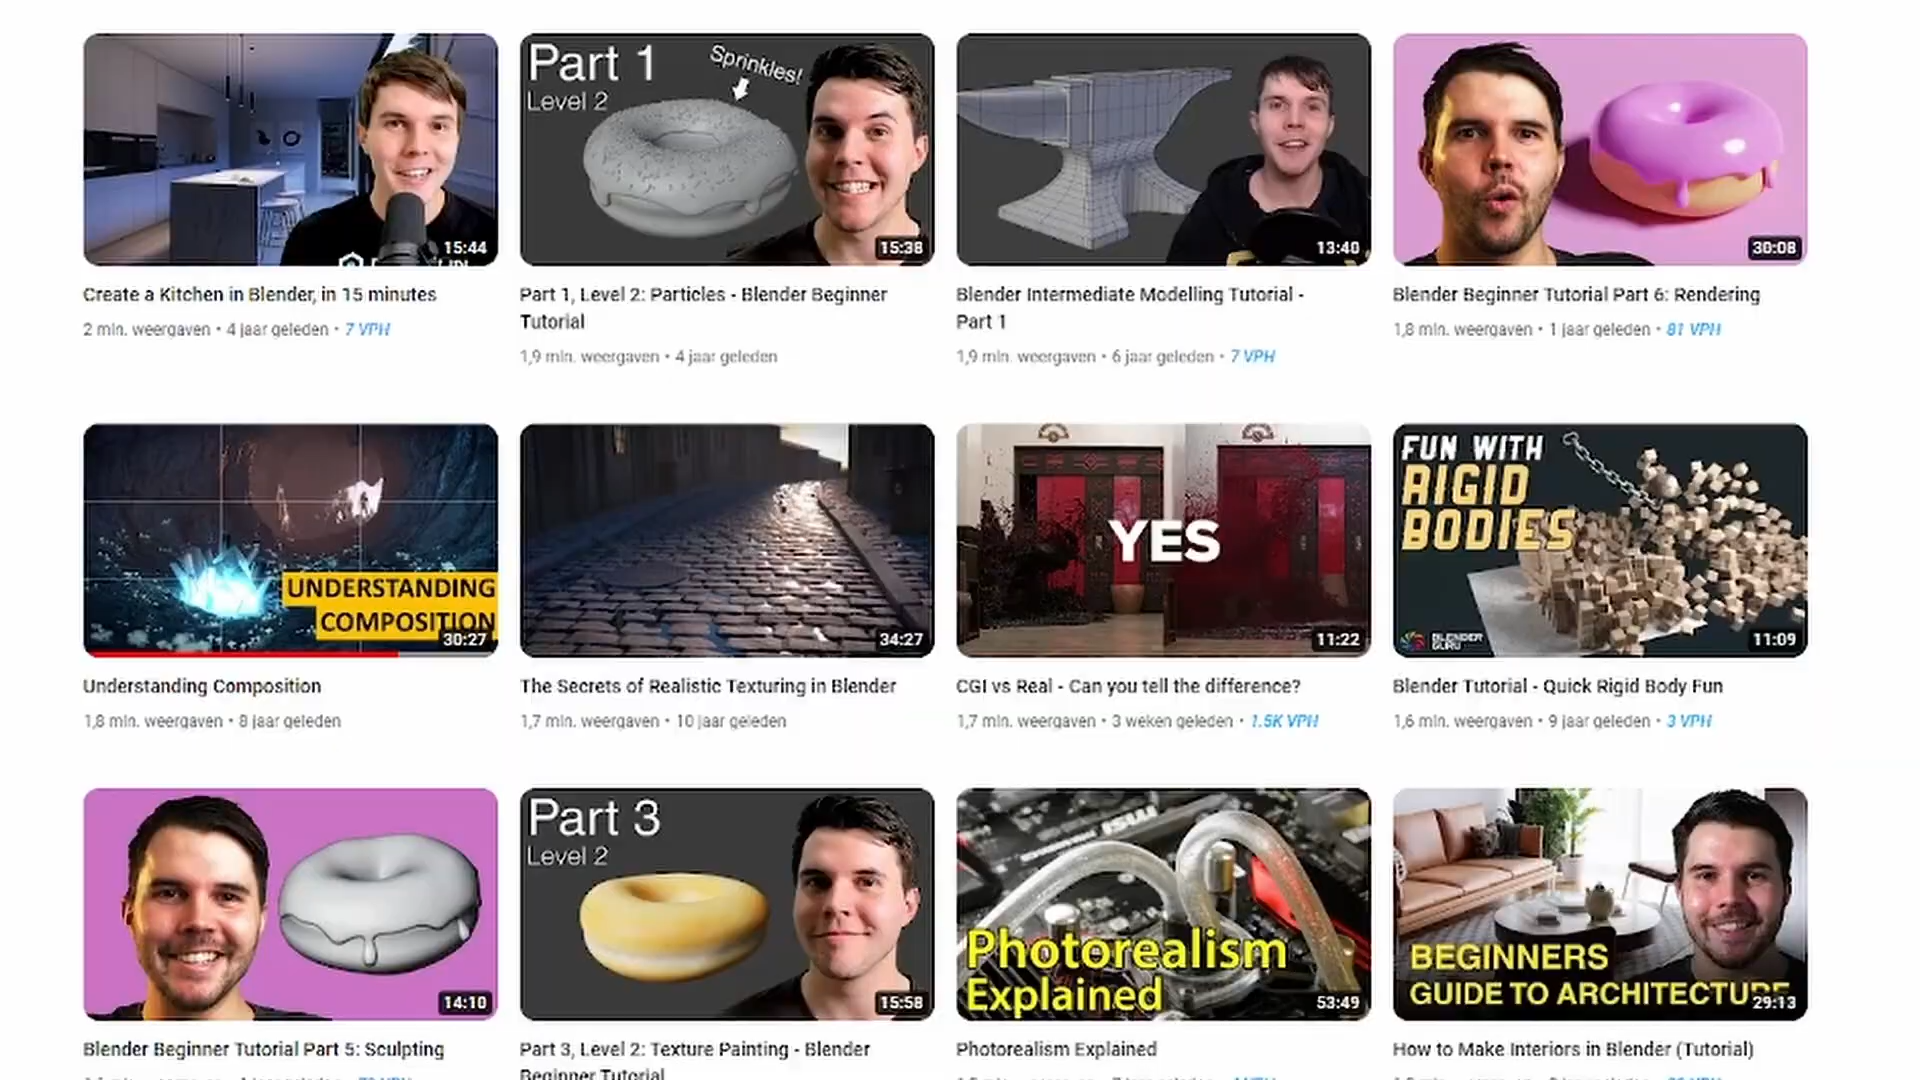 15:44
Create a Kitchen in Blender, in 15 minutes
2 mln. weergaven • 4 jaar geleden • 7 VPH
Part 1
Level 2
Sprinkles!
15:38
Part 1, Level 2: Particles - Blender Beginner
Tutorial
1,9 mln. weergaven • 4 jaar geleden
13:40
Blender Intermediate Modelling Tutorial -
Part 1
1,9 mln. weergaven • 6 jaar geleden • 7 VPH
30:08
Blender Beginner Tutorial Part 6: Rendering
1,8 mln. weergaven • 1 jaar geleden • 81 VPH
UNDERSTANDING
COMPOSITION
30:27
Understanding Composition
1,8 mln. weergaven • 8 jaar geleden
34:27
The Secrets of Realistic Texturing in Blender
1,7 mln. weergaven • 10 jaar geleden
YES
11:22
CGI vs Real - Can you tell the difference?
1,7 mln. weergaven • 3 weken geleden • 1.5K VPH
FUN WITH
RIGID
BODIES
BLENDER
GURU
11:09
Blender Tutorial - Quick Rigid Body Fun
1,6 mln. weergaven • 9 jaar geleden • 3 VPH
14:10
Blender Beginner Tutorial Part 5: Sculpting
Part 3
Level 2
15:58
Part 3, Level 2: Texture Painting - Blender
Beginner Tutorial
Photorealism
Explained
53:49
Photorealism Explained
BEGINNERS
GUIDE TO ARCHITECTURE
29:13
How to Make Interiors in Blender (Tutorial)